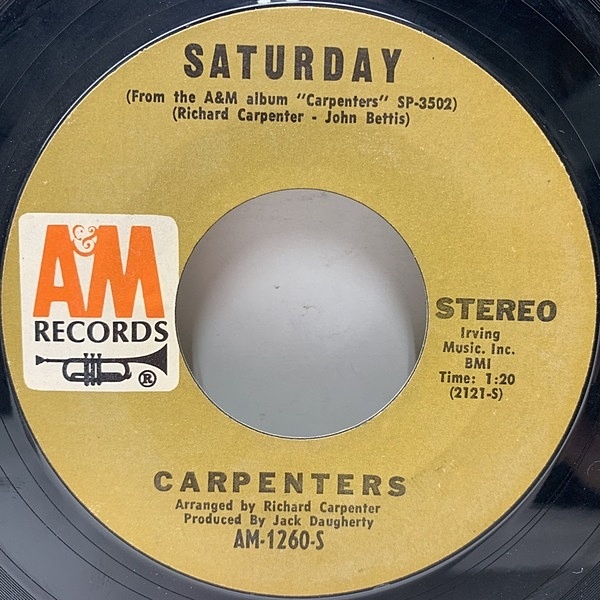 SATURDAY
(From the A&M album "Carpenters" SP-3502)
(Richard Carpenter - John Bettis)
A&M
RECORDS
®
STEREO
Irving
Music. Inc.
BMI
Time: 1:20
(2121-S)
CARPENTERS
Arranged by Richard Carpenter
Produced By Jack Daugherty
AM-1260-S